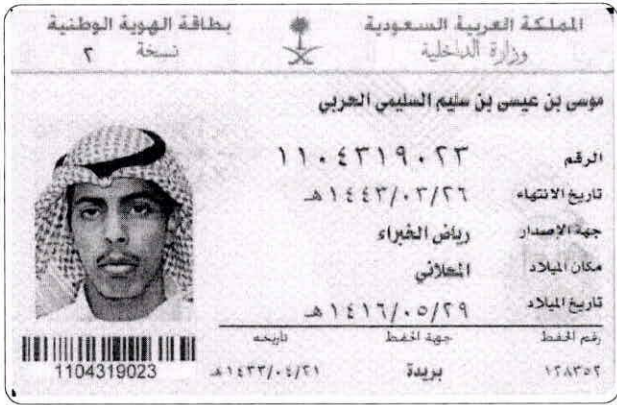 المملكة العربية السعودية
وزارة الداخلية
بطاقة الهوية الوطنية
نسخة ٢
موسى بن عيسى بن سليم السليمي الحربي
الرقم ١١٠٤٣١٩٠٢٣
تاريخ الانتهاء ١٤٤٣/٠٣/٢٦هـ
جهة الإصدار رياض الخبراء
مكان الميلاد
تاريخ الميلاد ١٤١٦/٠٥/٢٩هـ
رقم الحفظ جهة الحفظ تاريخه
١٢٨٣٥٢ بريدة ١٤٣٣/٠٤/٢١هـ
1104319023